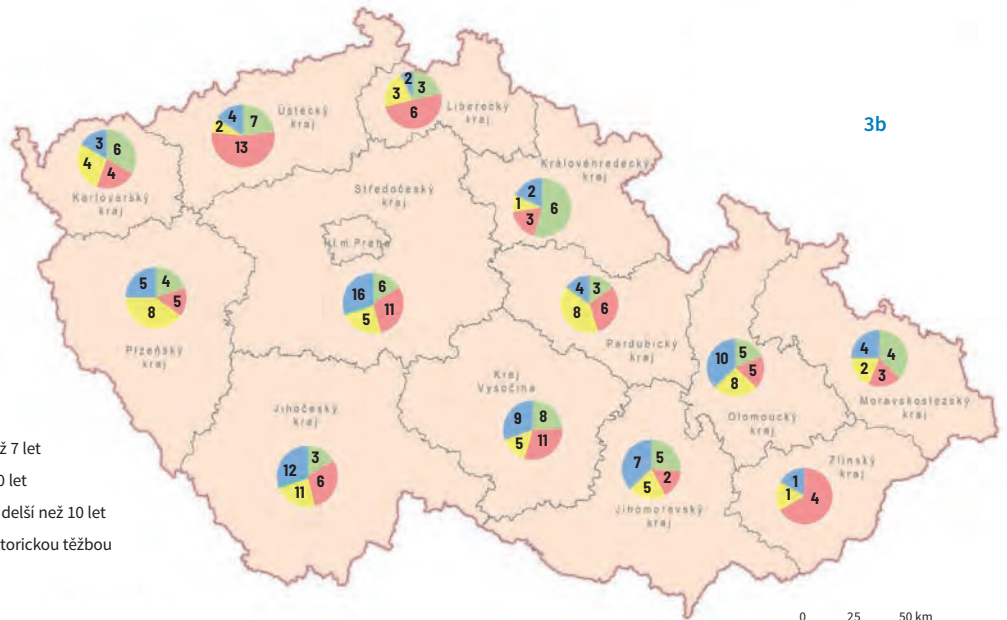 3b
2 3
3
6
Liberecký
kraj
4 7
2
13
Ústecký
kraj
3 6
4 4
Karlovarský
kraj
Královéhradecký
kraj
2
1 6
3
Středočeský
kraj
Hl.m Praha
5 4
5
8
Plzeňský
kraj
16 6
11
5
4 3
8 6
Pardubický
kraj
10 5
5
8
Olomoucký
kraj
4 4
2 3
Moravskoslezský
kraj
Kraj
Vysočina
9 8
5 11
Jihočeský
kraj
12 3
6
11
7 5
2
5
Jihomoravský
kraj
Zlínský
kraj
1
1 4
ž 7 let
0 let
delší než 10 let
torickou těžbou
0 25 50 km